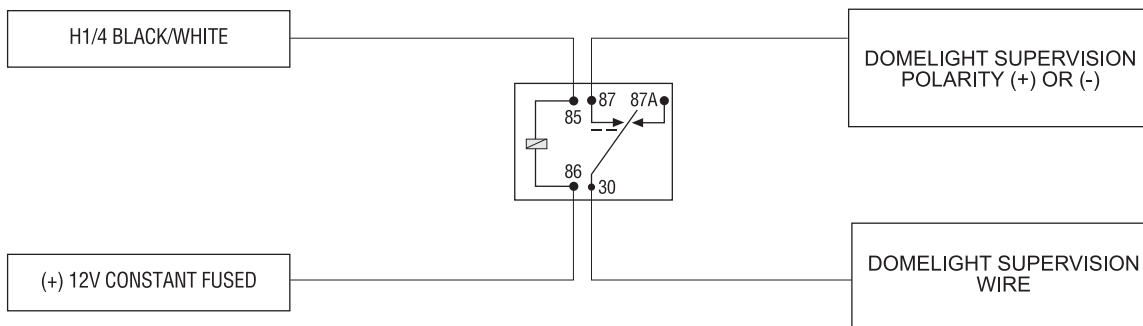 H1/4 BLACK/WHITE
DOMELIGHT SUPERVISION
POLARITY (+) OR (-)
87
87A
85
86
30
(+) 12V CONSTANT FUSED
DOMELIGHT SUPERVISION
WIRE